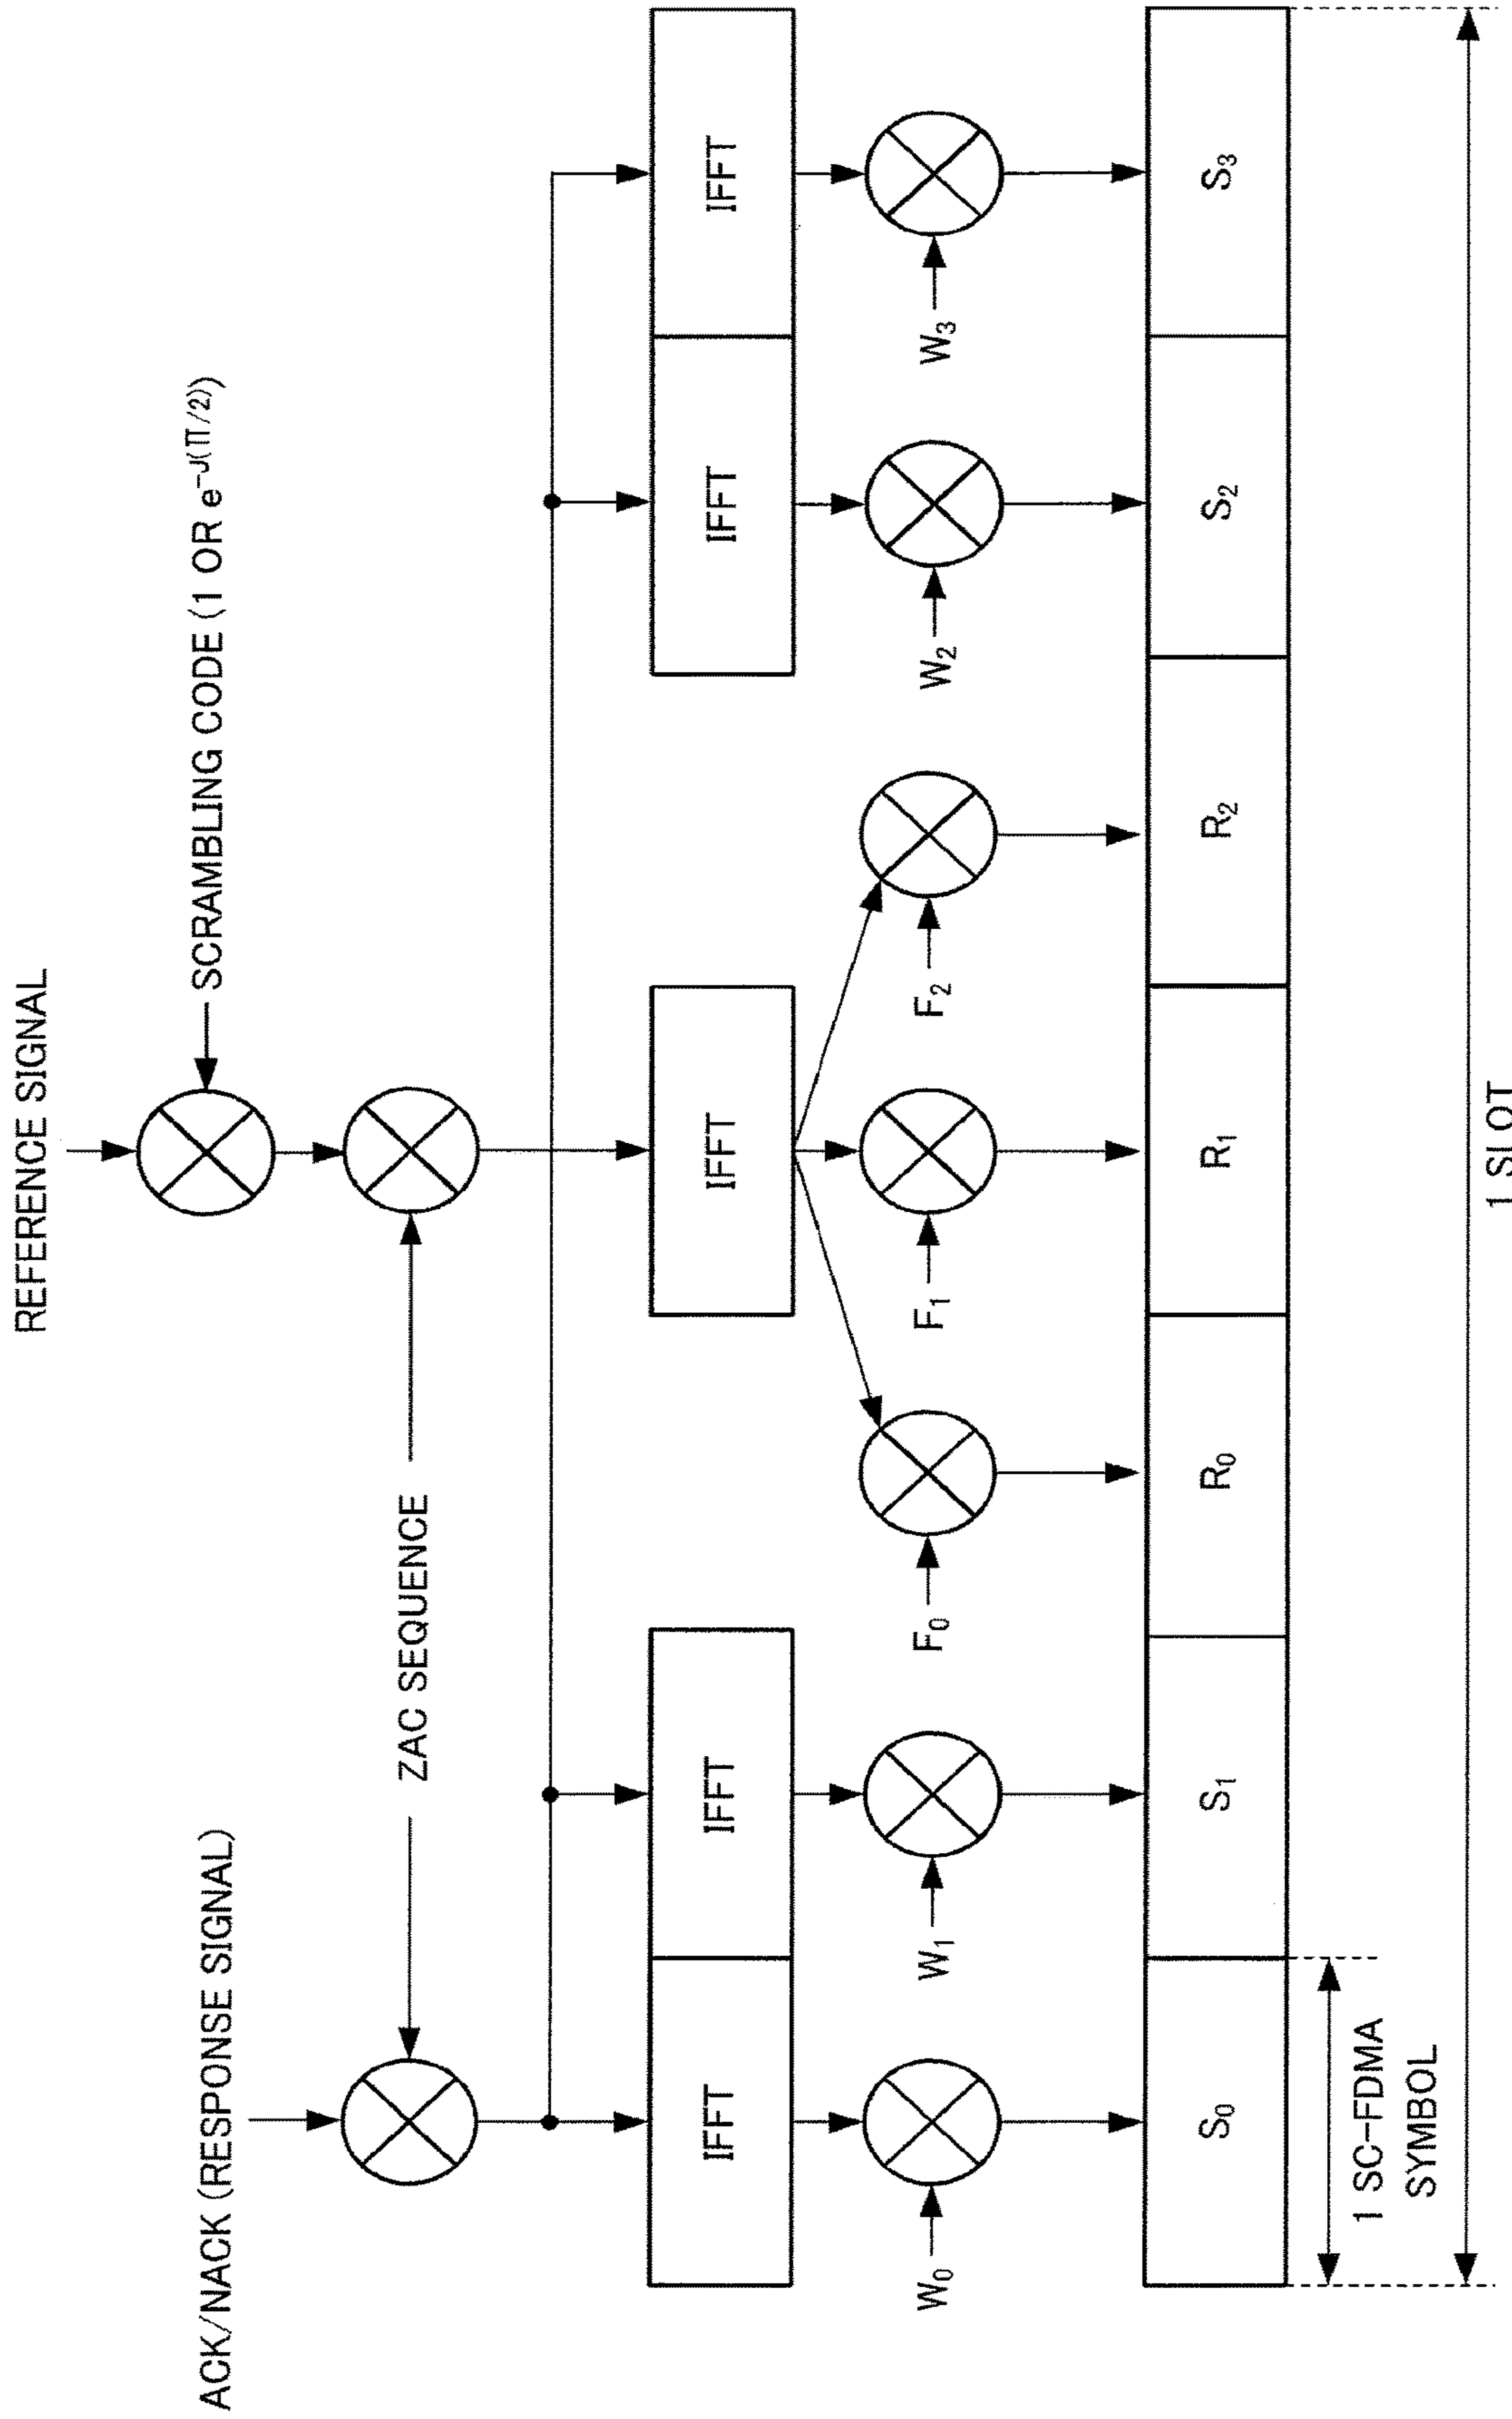 REFERENCE SIGNAL
SCRAMBLING CODE (1 OR e^-J(π/2))
ACK/NACK (RESPONSE SIGNAL)
ZAC SEQUENCE
IFFT
IFFT
IFFT
IFFT
IFFT
W0
W1
F0
F1
F2
W2
W3
S0
S1
R0
R1
R2
S2
S3
1 SC-FDMA
SYMBOL
1 SLOT